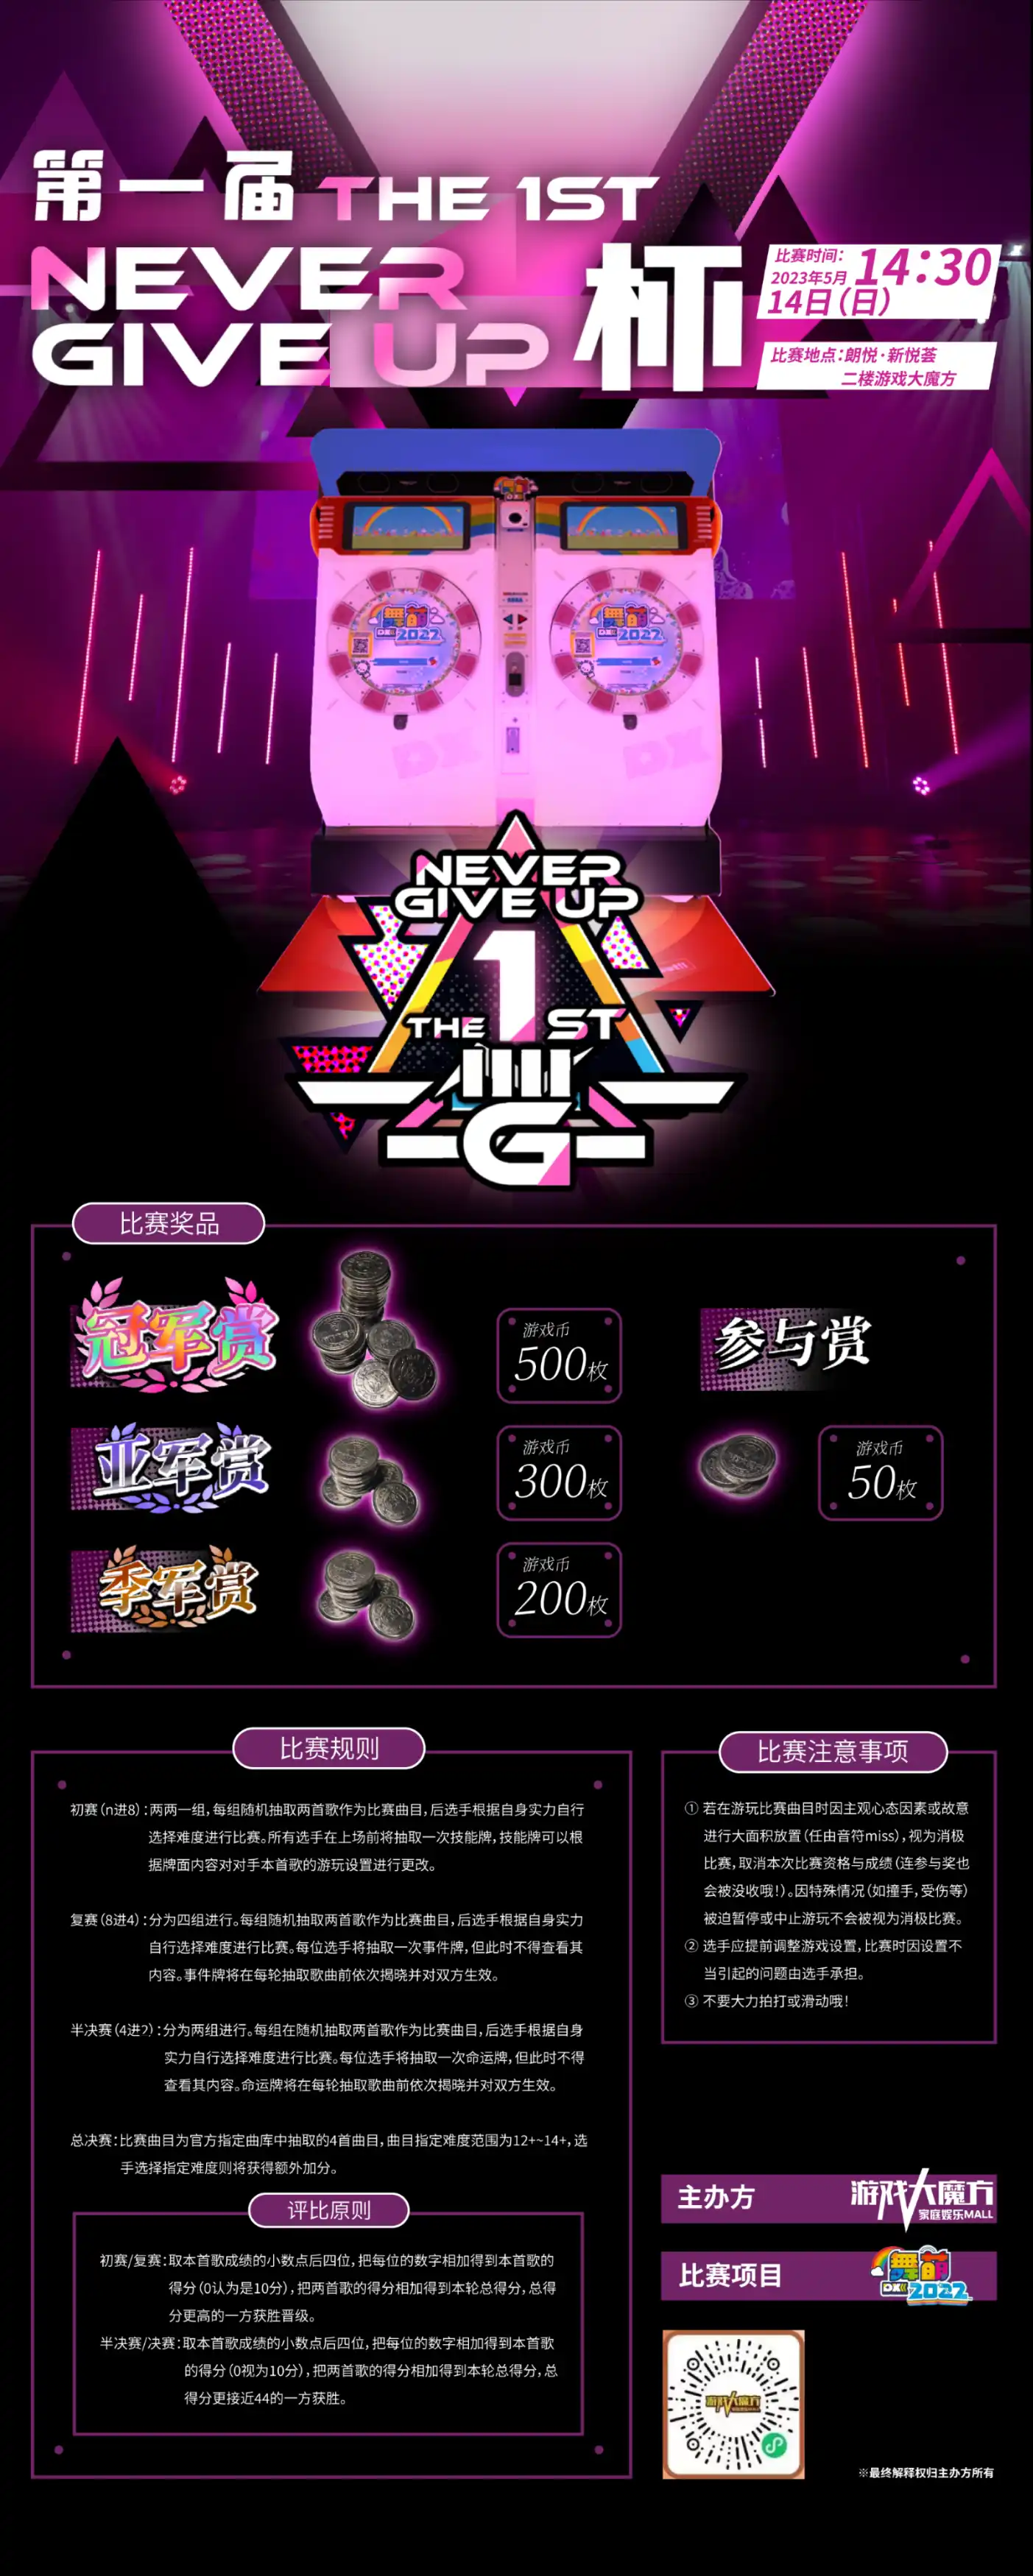 第一届 THE 1ST
NEVER
GIVE UP 杯
比赛时间：
2023年5月 14:30
14日（日）
比赛地点：朗悦·新悦荟
二楼游戏大魔方
舞萌
DX 2022
舞萌
DX 2022
NEVER
GIVE UP
THE 1ST
G
比赛奖品
冠军赏
游戏币
500枚
参与赏
亚军赏
游戏币
300枚
游戏币
50枚
季军赏
游戏币
200枚
比赛规则
初赛（n进8）：两两一组，每组随机抽取两首歌作为比赛曲目，后选手根据自身实力自行
选择难度进行比赛。所有选手在上场前将抽取一次技能牌，技能牌可以根
据牌面内容对对手本首歌的游玩设置进行更改。
复赛（8进4）：分为四组进行。每组随机抽取两首歌作为比赛曲目，后选手根据自身实力
自行选择难度进行比赛。每位选手将抽取一次事件牌，但此时不得查看其
内容。事件牌将在每轮抽取歌曲前依次揭晓并对双方生效。
半决赛（4进2）：分为两组进行。每组在随机抽取两首歌作为比赛曲目，后选手根据自身
实力自行选择难度进行比赛。每位选手将抽取一次命运牌，但此时不得
查看其内容。命运牌将在每轮抽取歌曲前依次揭晓并对双方生效。
总决赛：比赛曲目为官方指定曲库中抽取的4首曲目，曲目指定难度范围为12+~14+，选
手选择指定难度则将获得额外加分。
评比原则
初赛/复赛：取本首歌成绩的小数点后四位，把每位的数字相加得到本首歌的
得分（0认为是10分），把两首歌的得分相加得到本轮总得分，总得
分更高的一方获胜晋级。
半决赛/决赛：取本首歌成绩的小数点后四位，把每位的数字相加得到本首歌
的得分（0视为10分），把两首歌的得分相加得到本轮总得分，总
得分更接近44的一方获胜。
比赛注意事项
① 若在游玩比赛曲目时因主观心态因素或故意
进行大面积放置（任由音符miss），视为消极
比赛，取消本次比赛资格与成绩（连参与奖也
会被没收哦！）。因特殊情况（如撞手，受伤等）
被迫暂停或中止游玩不会被视为消极比赛。
② 选手应提前调整游戏设置，比赛时因设置不
当引起的问题由选手承担。
③ 不要大力拍打或滑动哦！
主办方 游戏大魔方
家庭娱乐MALL
比赛项目 舞萌
DX 2022
游戏大魔方
※最终解释权归主办方所有